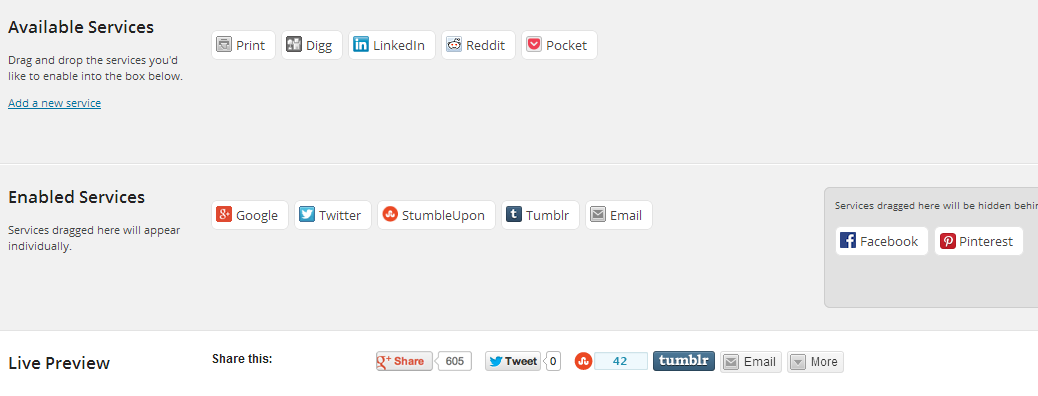 Available Services
Drag and drop the services you'd
like to enable into the box below.
Add a new service
Print Digg LinkedIn Reddit Pocket
Enabled Services
Services dragged here will appear
individually.
Google Twitter StumbleUpon Tumblr Email
Services dragged here will be hidden behin
Facebook Pinterest
Live Preview
Share this:
g+ Share 605 Tweet 0 42 tumblr Email More